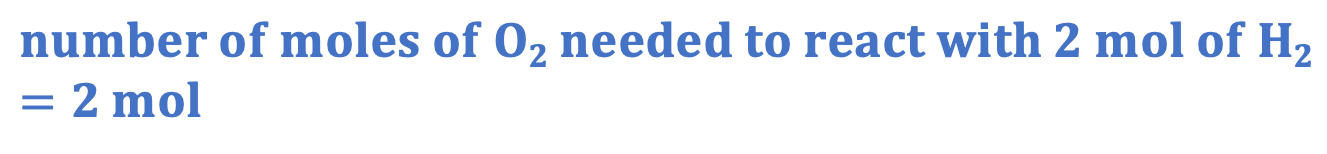 number of moles of O₂ needed to react with 2 mol of H₂
= 2 mol